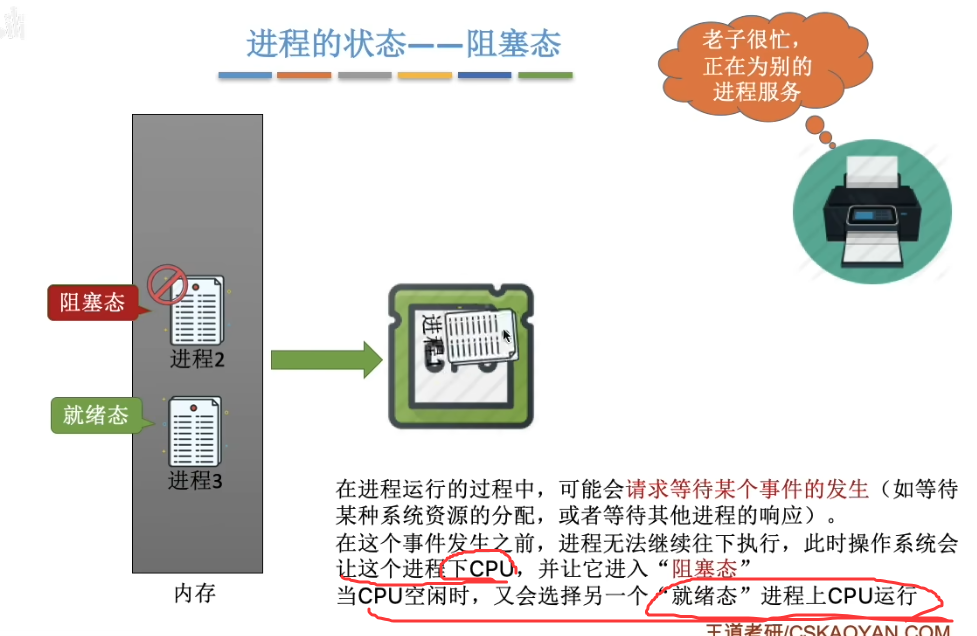 进程的状态——阻塞态
老子很忙，
正在为别的
进程服务
阻塞态
进程2
就绪态
进程3
内存
在进程运行的过程中，可能会请求等待某个事件的发生（如等待
某种系统资源的分配，或者等待其他进程的响应）。
在这个事件发生之前，进程无法继续往下执行，此时操作系统会
让这个进程下CPU，并让它进入“阻塞态”
当CPU空闲时，又会选择另一个“就绪态”进程上CPU运行
王道考研/CSKAOYAN.COM